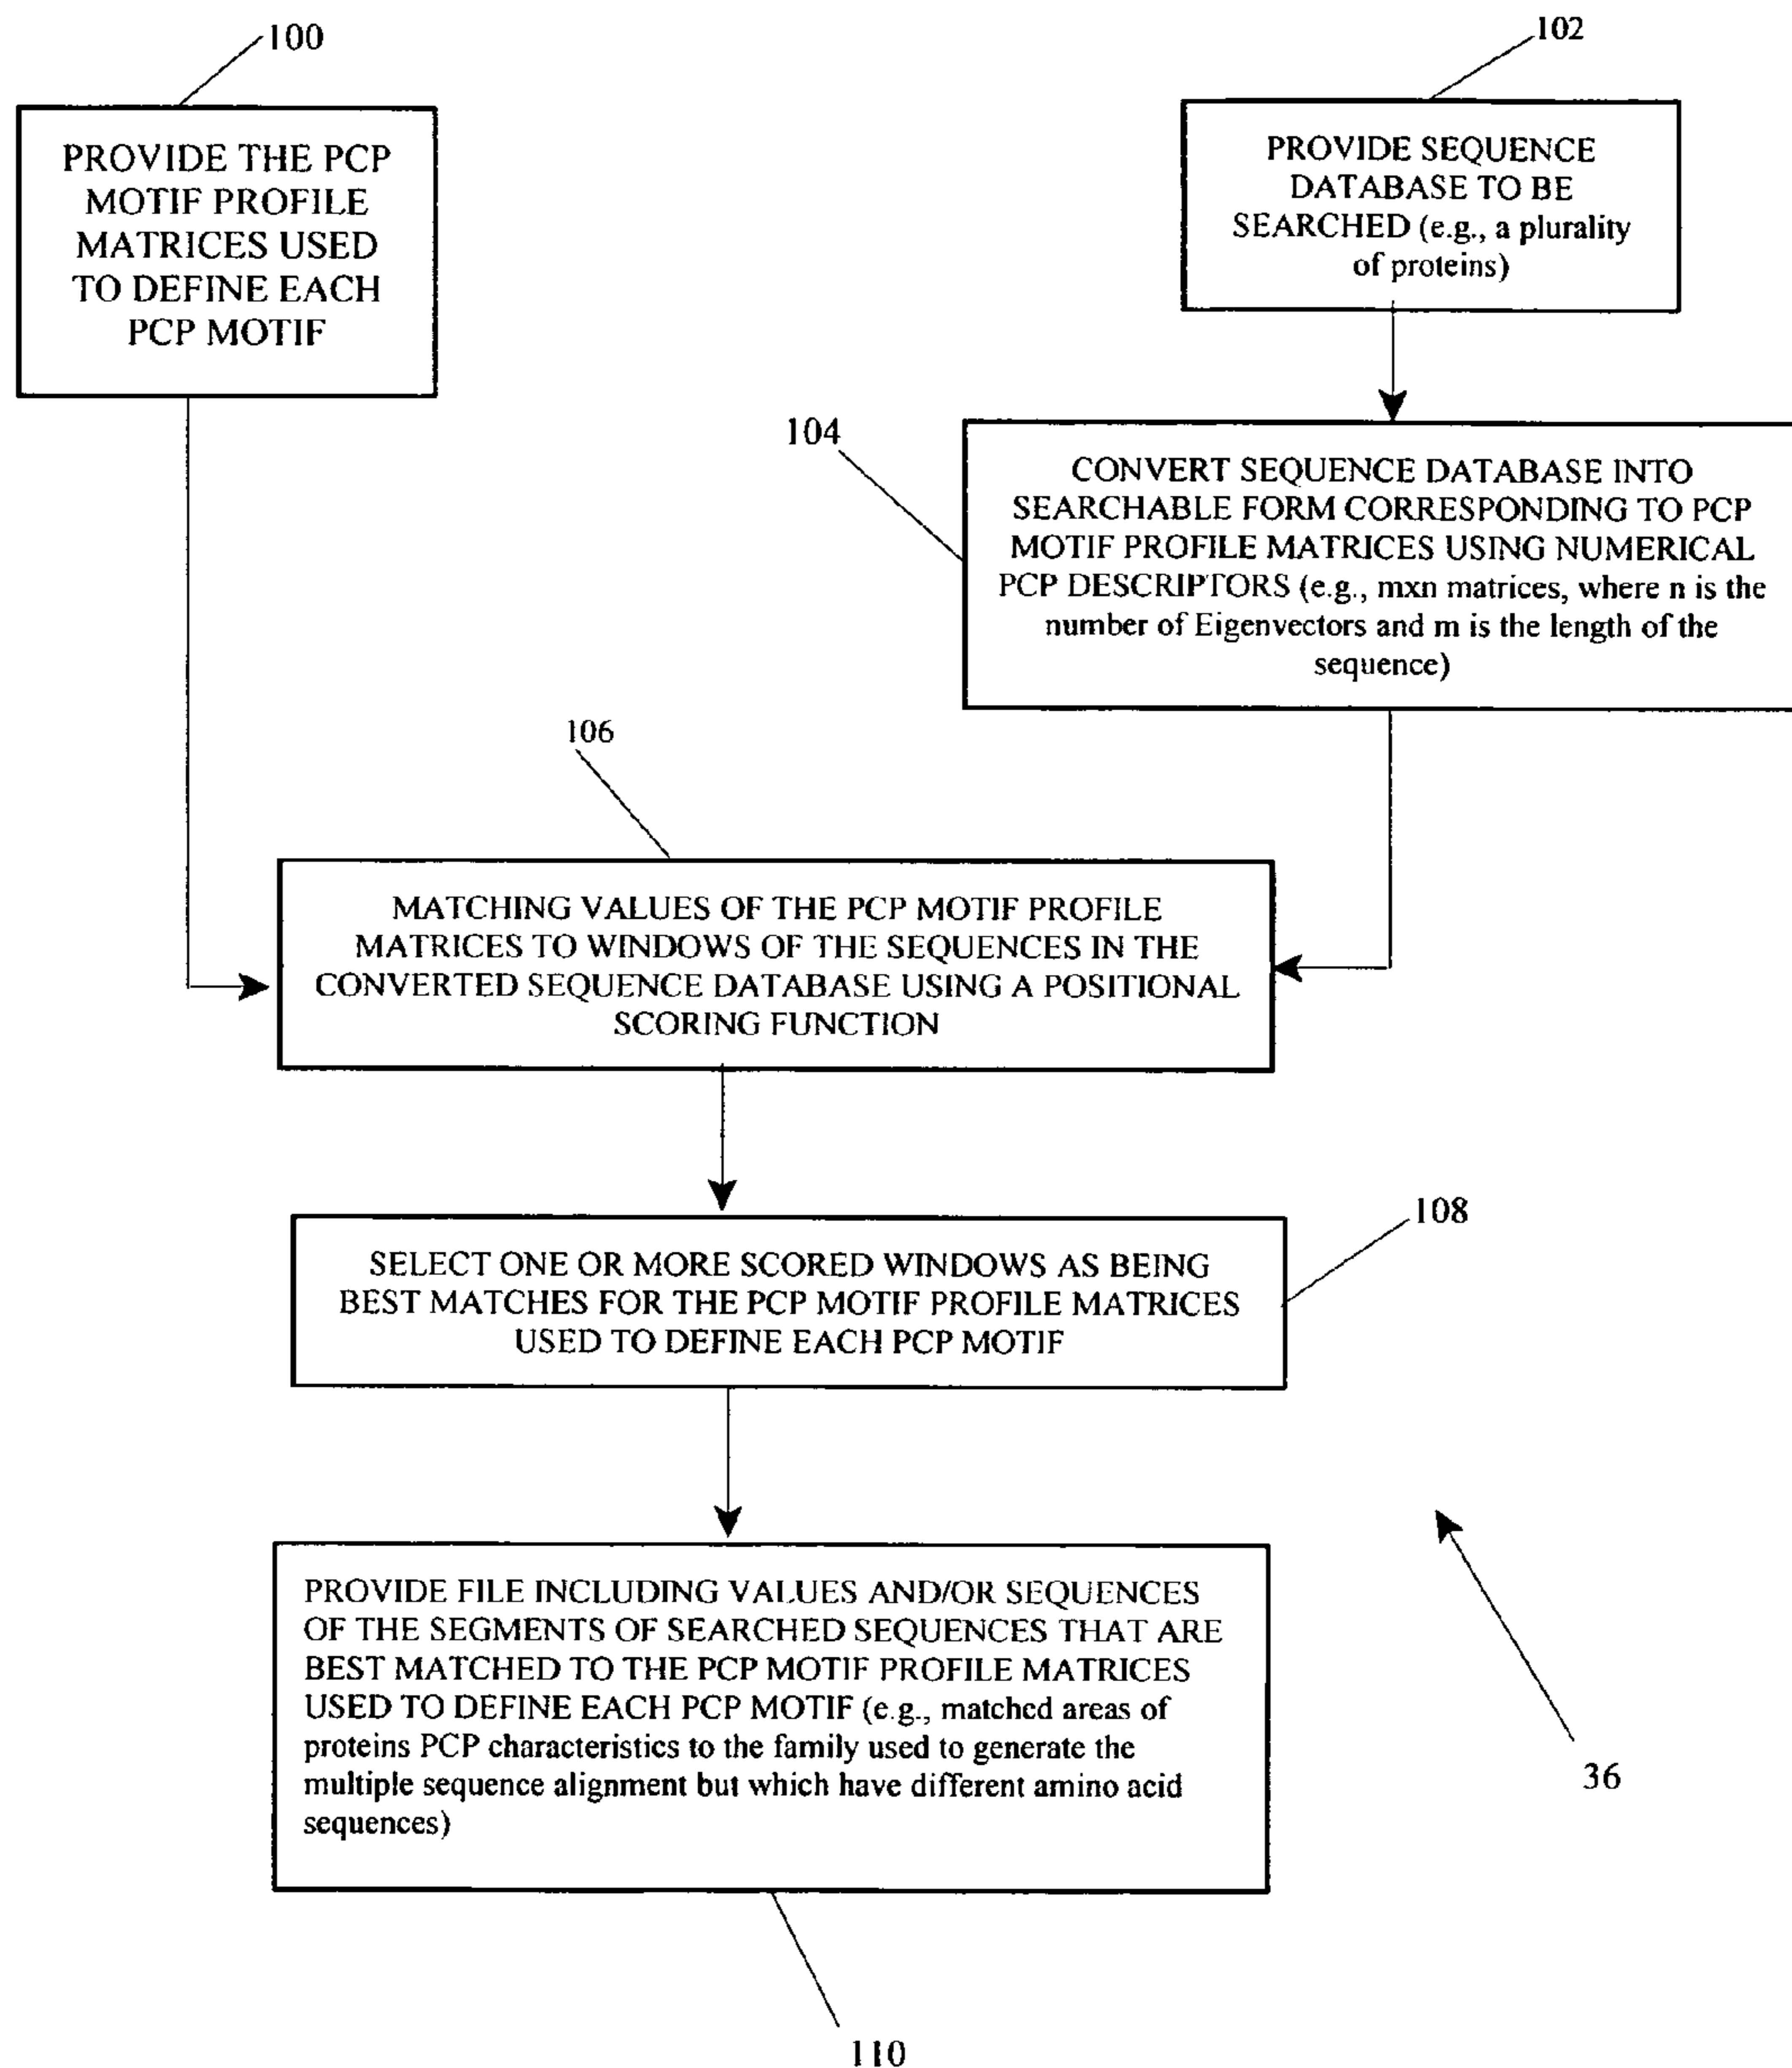 100
PROVIDE THE PCP
MOTIF PROFILE
MATRICES USED
TO DEFINE EACH
PCP MOTIF
102
PROVIDE SEQUENCE
DATABASE TO BE
SEARCHED (e.g., a plurality
of proteins)
104
CONVERT SEQUENCE DATABASE INTO
SEARCHABLE FORM CORRESPONDING TO PCP
MOTIF PROFILE MATRICES USING NUMERICAL
PCP DESCRIPTORS (e.g., mxn matrices, where n is the
number of Eigenvectors and m is the length of the
sequence)
106
MATCHING VALUES OF THE PCP MOTIF PROFILE
MATRICES TO WINDOWS OF THE SEQUENCES IN THE
CONVERTED SEQUENCE DATABASE USING A POSITIONAL
SCORING FUNCTION
108
SELECT ONE OR MORE SCORED WINDOWS AS BEING
BEST MATCHES FOR THE PCP MOTIF PROFILE MATRICES
USED TO DEFINE EACH PCP MOTIF
PROVIDE FILE INCLUDING VALUES AND/OR SEQUENCES
OF THE SEGMENTS OF SEARCHED SEQUENCES THAT ARE
BEST MATCHED TO THE PCP MOTIF PROFILE MATRICES
USED TO DEFINE EACH PCP MOTIF (e.g., matched areas of
proteins PCP characteristics to the family used to generate the
multiple sequence alignment but which have different amino acid
sequences)
36
110